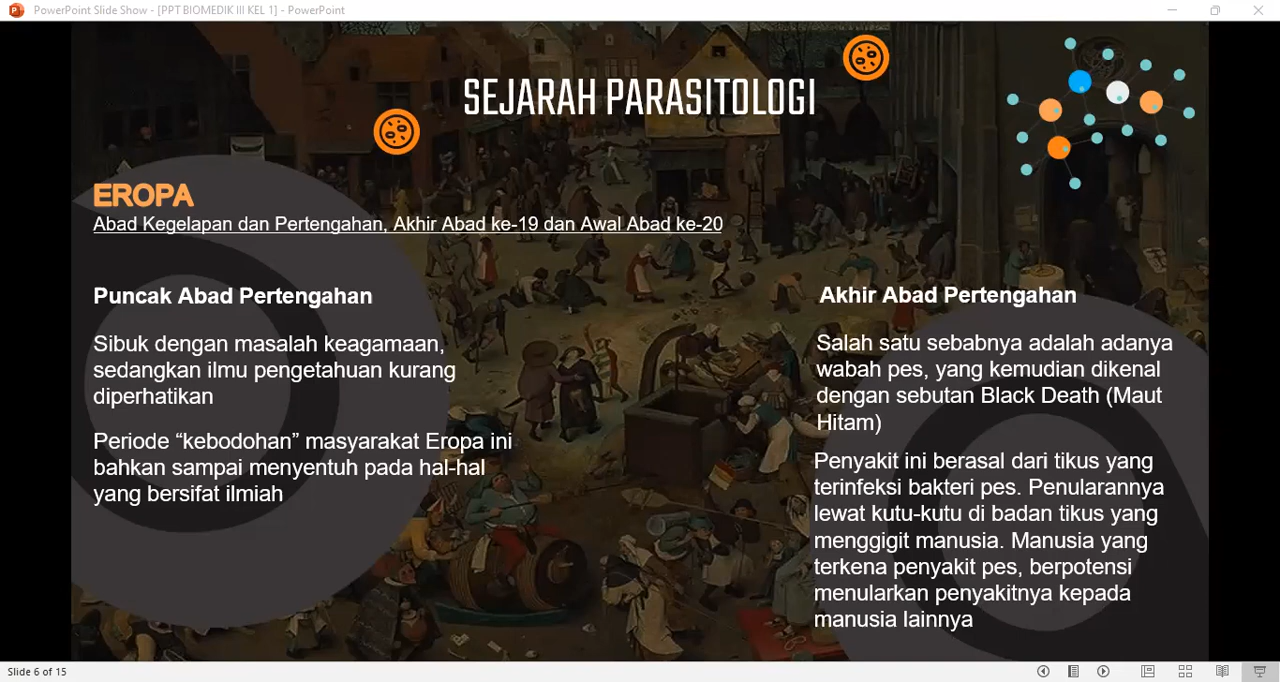 PowerPoint Slide Show - [PPT BIOMEDIK III KEL 1] - PowerPoint
SEJARAH PARASITOLOGI
EROPA
Abad Kegelapan dan Pertengahan, Akhir Abad ke-19 dan Awal Abad ke-20
Puncak Abad Pertengahan
Sibuk dengan masalah keagamaan,
sedangkan ilmu pengetahuan kurang
diperhatikan
Periode “kebodohan” masyarakat Eropa ini
bahkan sampai menyentuh pada hal-hal
yang bersifat ilmiah
Akhir Abad Pertengahan
Salah satu sebabnya adalah adanya
wabah pes, yang kemudian dikenal
dengan sebutan Black Death (Maut
Hitam)
Penyakit ini berasal dari tikus yang
terinfeksi bakteri pes. Penularannya
lewat kutu-kutu di badan tikus yang
menggigit manusia. Manusia yang
terkena penyakit pes, berpotensi
menularkan penyakitnya kepada
manusia lainnya
Slide 6 of 15